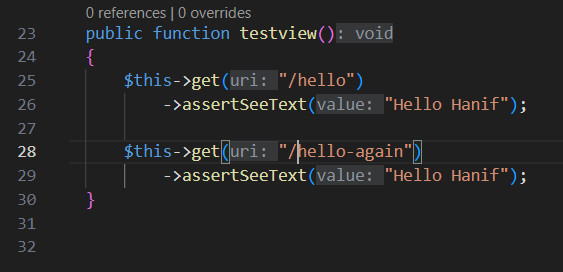 0 references | 0 overrides
23 public function testview(): void
24 {
25 $this->get(uri: "/hello")
26 ->assertSeeText(value: "Hello Hanif");
27
28 $this->get(uri: "/hello-again")
29 ->assertSeeText(value: "Hello Hanif");
30 }
31
32